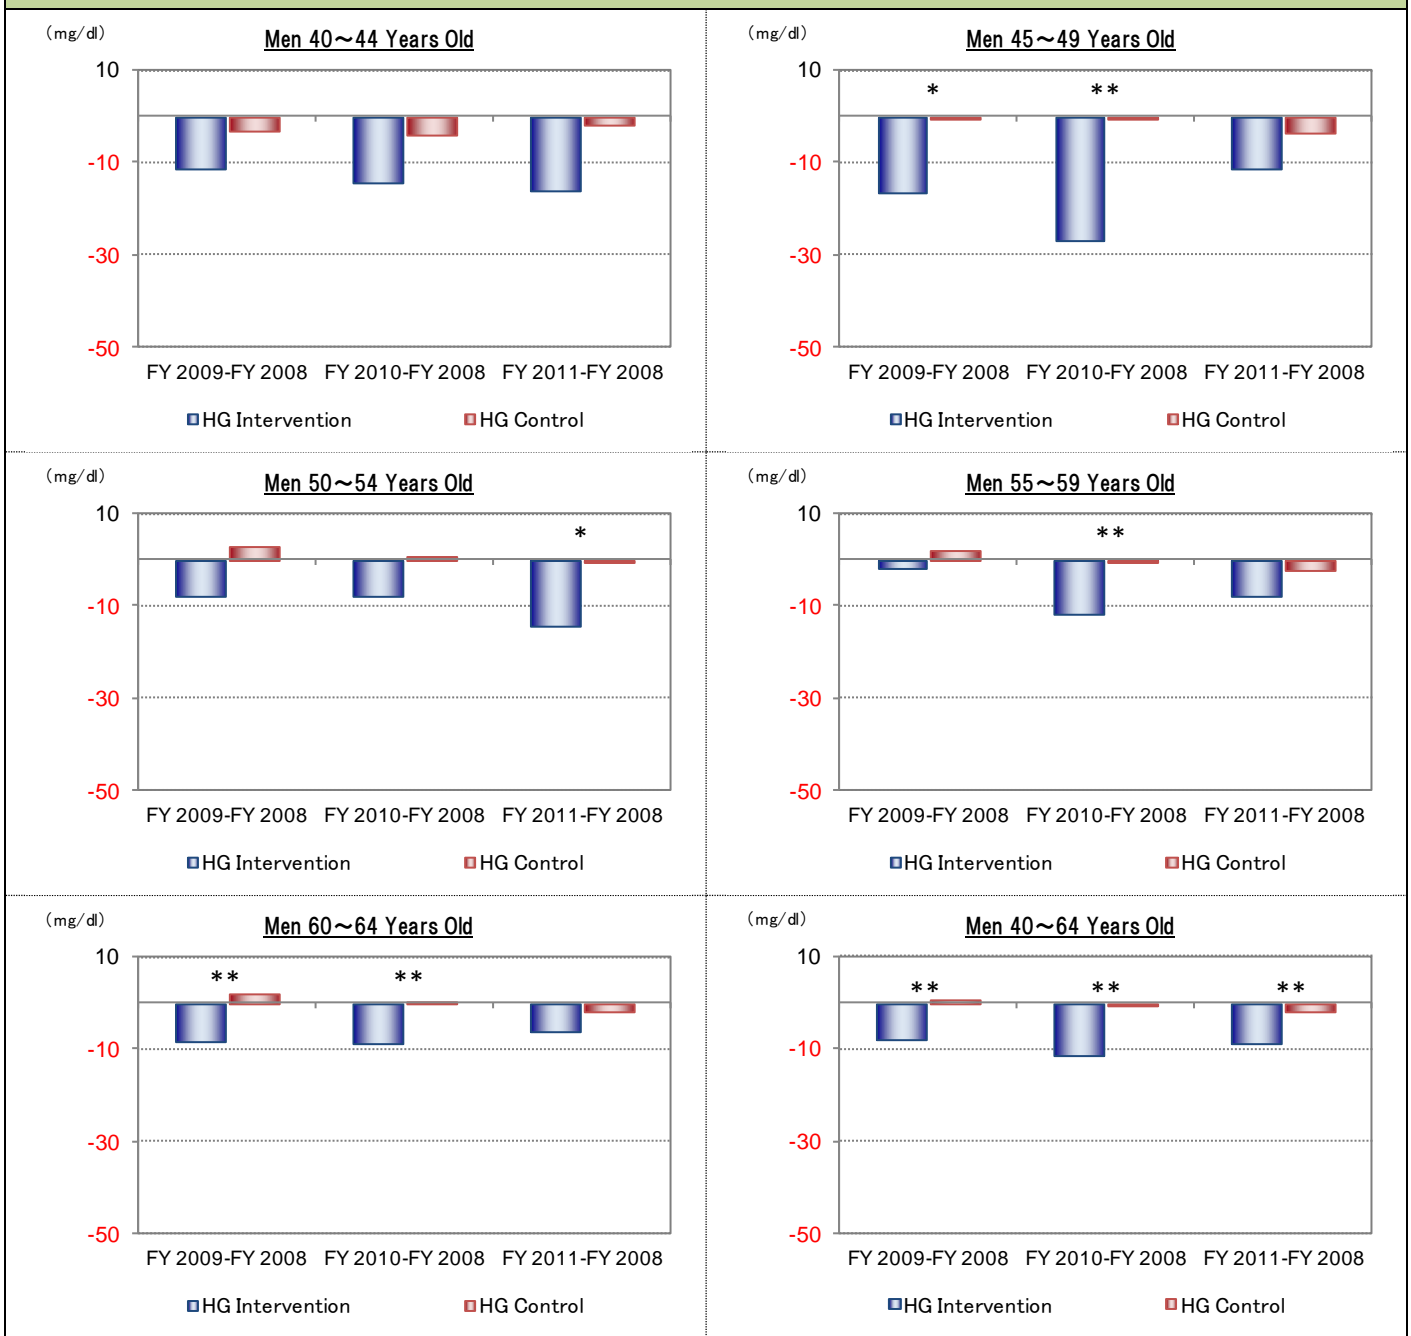 (mg/dl)
Men 40～44 Years Old
10
-10
-30
-50
FY 2009-FY 2008 FY 2010-FY 2008 FY 2011-FY 2008
HG Intervention HG Control
(mg/dl)
Men 45～49 Years Old
10
* **
-10
-30
-50
FY 2009-FY 2008 FY 2010-FY 2008 FY 2011-FY 2008
HG Intervention HG Control
(mg/dl)
Men 50～54 Years Old
10
*
-10
-30
-50
FY 2009-FY 2008 FY 2010-FY 2008 FY 2011-FY 2008
HG Intervention HG Control
(mg/dl)
Men 55～59 Years Old
10
**
-10
-30
-50
FY 2009-FY 2008 FY 2010-FY 2008 FY 2011-FY 2008
HG Intervention HG Control
(mg/dl)
Men 60～64 Years Old
10
** **
-10
-30
-50
FY 2009-FY 2008 FY 2010-FY 2008 FY 2011-FY 2008
HG Intervention HG Control
(mg/dl)
Men 40～64 Years Old
10
** ** **
-10
-30
-50
FY 2009-FY 2008 FY 2010-FY 2008 FY 2011-FY 2008
HG Intervention HG Control